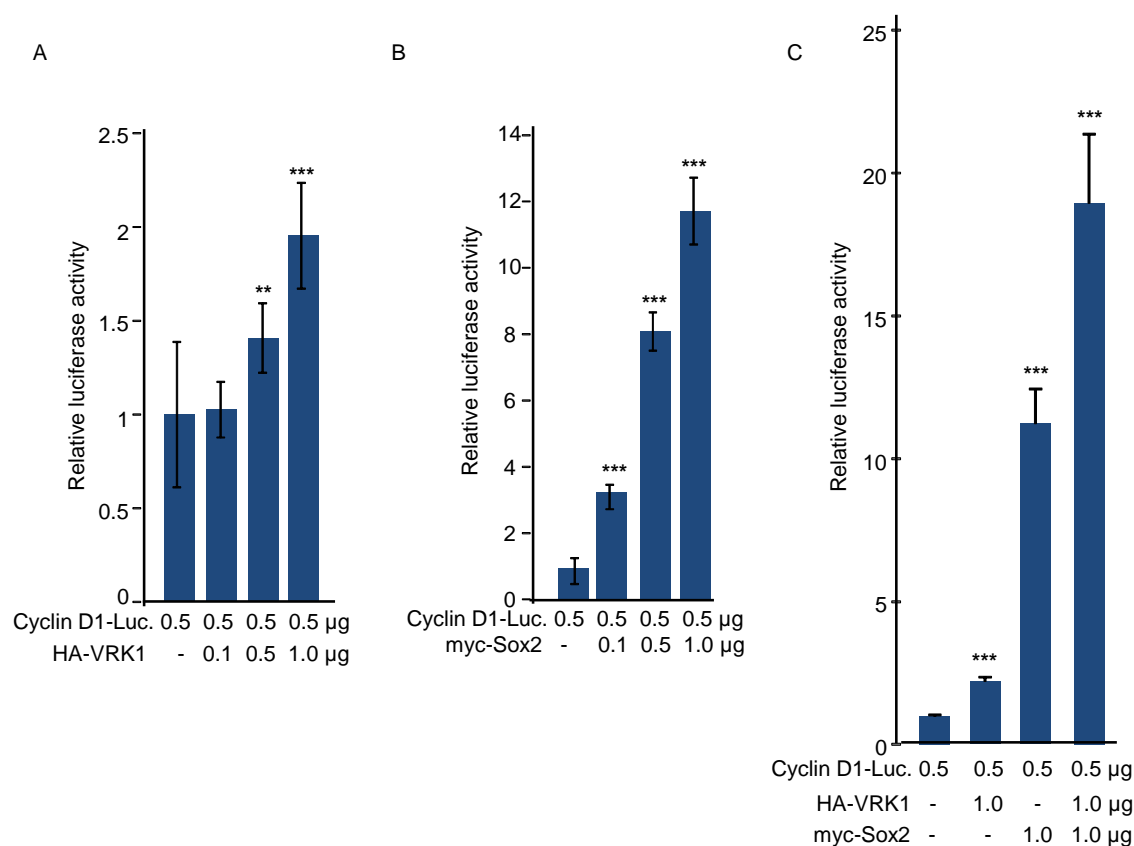 A
Relative luciferase activity
2.5
2
1.5
1
0.5
0
**
***
Cyclin D1-Luc. 0.5 0.5 0.5 0.5 µg
HA-VRK1 - 0.1 0.5 1.0 µg
B
Relative luciferase activity
14
12
10
8
6
4
2
0
***
***
***
Cyclin D1-Luc. 0.5 0.5 0.5 0.5 µg
myc-Sox2 - 0.1 0.5 1.0 µg
C
Relative luciferase activity
25
20
15
10
5
0
***
***
***
Cyclin D1-Luc. 0.5 0.5 0.5 0.5 µg
HA-VRK1 - 1.0 - 1.0 µg
myc-Sox2 - - 1.0 1.0 µg